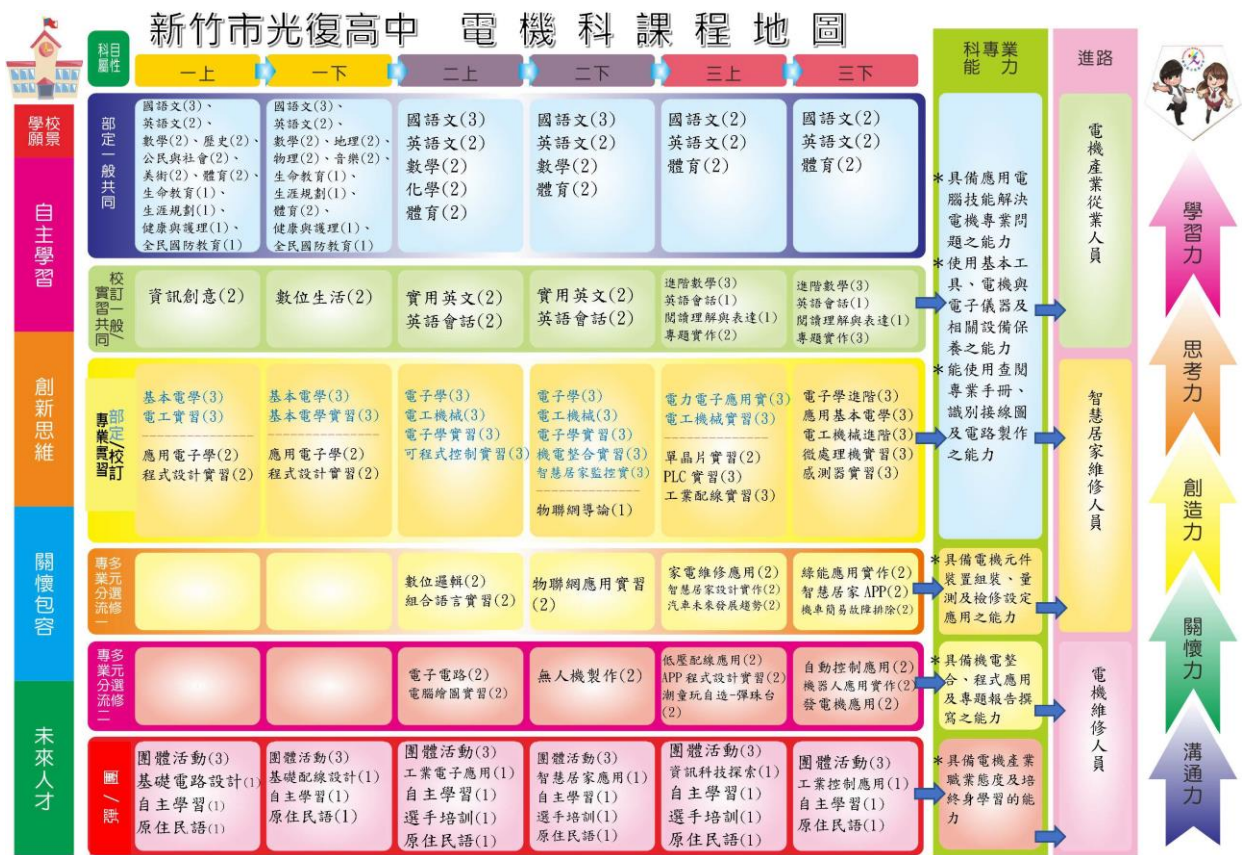 新竹市光復高中 電機科課程地圖
科目
屬性
一上
一下
二上
二下
三上
三下
科專業
能力
進路
學校
願景
自主學習
創新思維
關懷包容
未來人才
部定一般共同
國語文(3)、
英語文(2)、
數學(2)、歷史(2)、
公民與社會(2)、
美術(2)、體育(2)、
生命教育(1)、
生涯規劃(1)、
健康與護理(1)、
全民國防教育(1)
國語文(3)、
英語文(2)、
數學(2)、地理(2)、
物理(2)、音樂(2)、
生命教育(1)、
生涯規劃(1)、
體育(2)、
健康與護理(1)、
全民國防教育(1)
國語文(3)
英語文(2)
數學(2)
化學(2)
體育(2)
國語文(3)
英語文(2)
數學(2)
體育(2)
國語文(2)
英語文(2)
體育(2)
國語文(2)
英語文(2)
體育(2)
校訂一般/
實習共同
資訊創意(2)
數位生活(2)
實用英文(2)
英語會話(2)
實用英文(2)
英語會話(2)
進階數學(3)
英語會話(1)
閱讀理解與表達(1)
專題實作(2)
進階數學(3)
英語會話(1)
閱讀理解與表達(1)
專題實作(3)
部定/校訂
專業實習
基本電學(3)
電工實習(3)
應用電子學(2)
程式設計實習(2)
基本電學(3)
基本電學實習(3)
應用電子學(2)
程式設計實習(2)
電子學(3)
電工機械(3)
電子學實習(3)
可程式控制實習(3)
電子學(3)
電工機械(3)
電子學實習(3)
機電整合實習(3)
智慧居家監控實(3)
物聯網導論(1)
電力電子應用實(3)
電工機械實習(3)
單晶片實習(2)
PLC 實習(3)
工業配線實習(3)
電子學進階(3)
應用基本電學(3)
電工機械進階(3)
微處理機實習(3)
感測器實習(3)
多元選修
專業分流一
數位邏輯(2)
組合語言實習(2)
物聯網應用實習
(2)
家電維修應用(2)
智慧居家設計實作(2)
汽車未來發展趨勢(2)
綠能應用實作(2)
智慧居家 APP(2)
機車簡易故障排除(2)
多元選修
專業分流二
電子電路(2)
電腦繪圖實習(2)
無人機製作(2)
低壓配線應用(2)
APP 程式設計實習(2)
潮童玩自造-彈珠台
(2)
自動控制應用(2)
機器人應用實作(2)
發電機應用(2)
團/彈
團體活動(3)
基礎電路設計(1)
自主學習(1)
原住民語(1)
團體活動(3)
基礎配線設計(1)
自主學習(1)
原住民語(1)
團體活動(3)
工業電子應用(1)
自主學習(1)
選手培訓(1)
原住民語(1)
團體活動(3)
智慧居家應用(1)
自主學習(1)
選手培訓(1)
原住民語(1)
團體活動(3)
資訊科技探索(1)
自主學習(1)
選手培訓(1)
原住民語(1)
團體活動(3)
工業控制應用(1)
自主學習(1)
原住民語(1)
*具備應用電
腦技能解決
電機專業問
題之能力
*使用基本工
具、電機與
電子儀器及
相關設備保
養之能力
*能使用查閱
專業手冊、
識別接線圖
及電路製作
之能力
*具備電機元件
裝置組裝、量
測及檢修設定
應用之能力
*具備機電整
合、程式應用
及專題報告撰
寫之能力
*具備電機產業
職業態度及培
終身學習的能
力
電機產業從業人員
智慧居家維修人員
電機維修人員
學習力
思考力
創造力
關懷力
溝通力